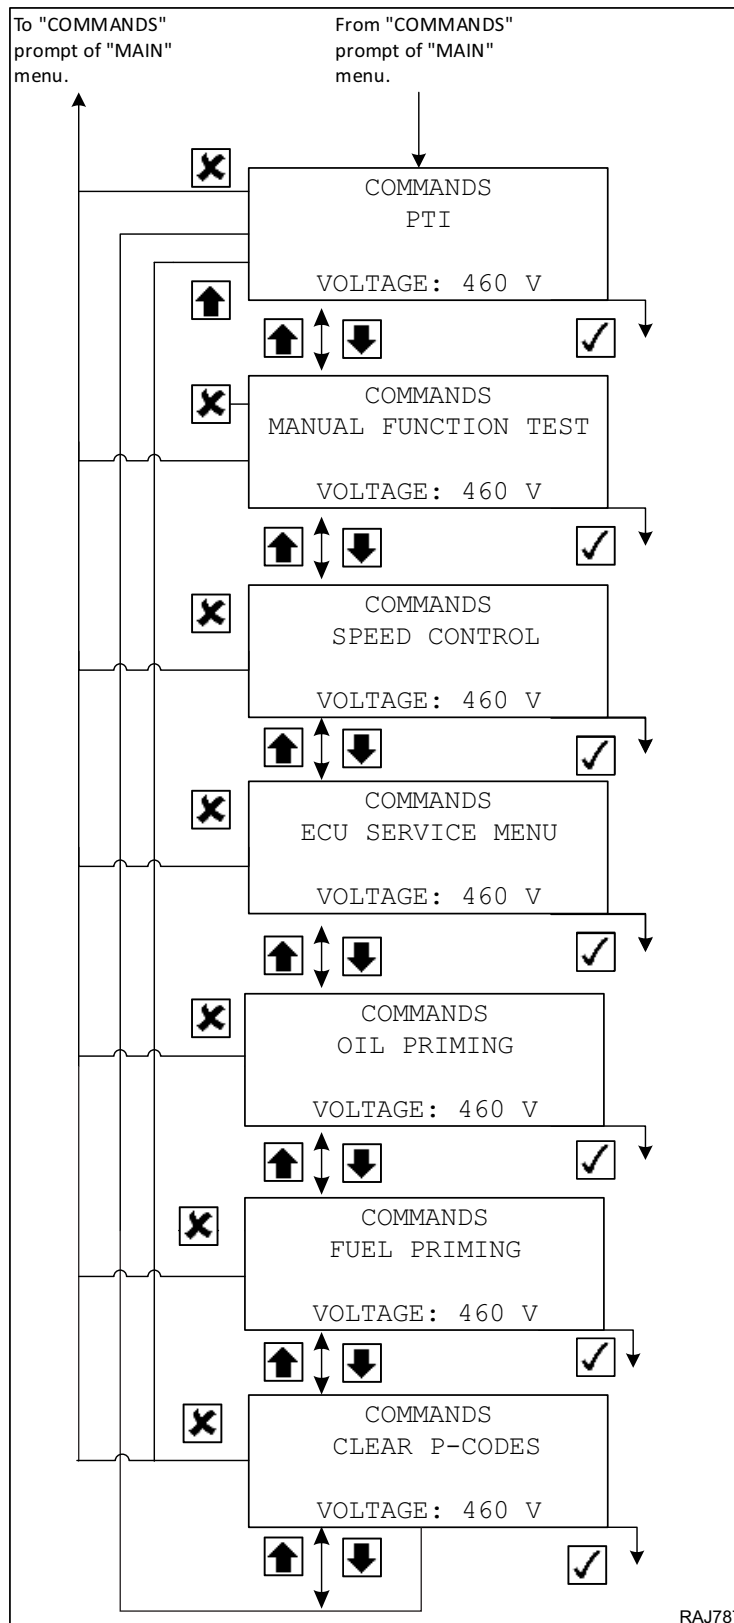 To "COMMANDS"
prompt of "MAIN"
menu.
From "COMMANDS"
prompt of "MAIN"
menu.
COMMANDS
PTI
VOLTAGE: 460 V
COMMANDS
MANUAL FUNCTION TEST
VOLTAGE: 460 V
COMMANDS
SPEED CONTROL
VOLTAGE: 460 V
COMMANDS
ECU SERVICE MENU
VOLTAGE: 460 V
COMMANDS
OIL PRIMING
VOLTAGE: 460 V
COMMANDS
FUEL PRIMING
VOLTAGE: 460 V
COMMANDS
CLEAR P-CODES
VOLTAGE: 460 V